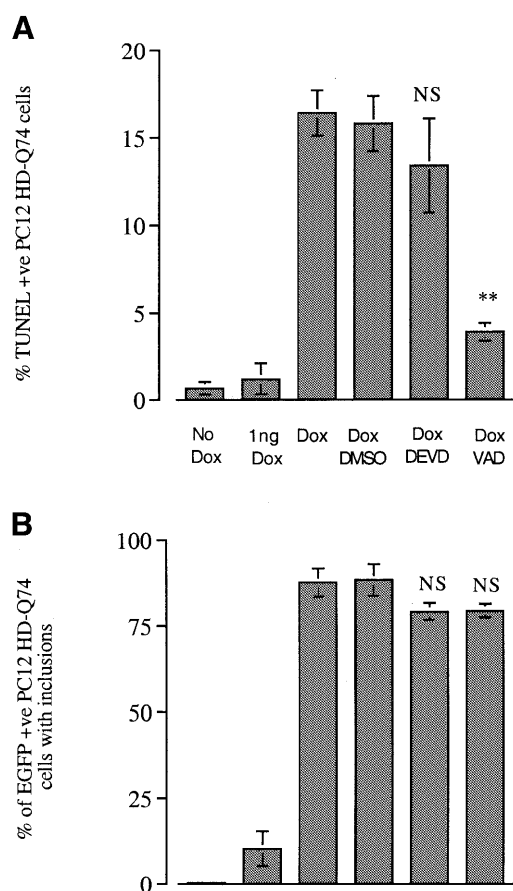 A
% TUNEL +ve PC12 HD-Q74 cells
20
15
10
5
0
NS
**
No Dox
1ng Dox
Dox
Dox DMSO
Dox DEVD
Dox VAD
B
% of EGFP +ve PC12 HD-Q74
cells with inclusions
100
75
50
25
0
NS
NS